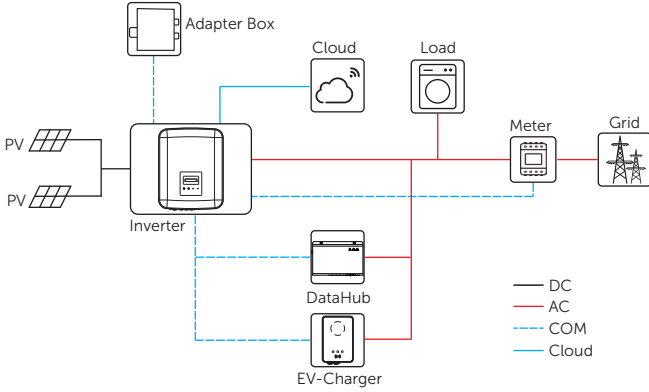 Adapter Box
Cloud
Load
Meter
Grid
PV
PV
Inverter
DataHub
EV-Charger
DC
AC
COM
Cloud